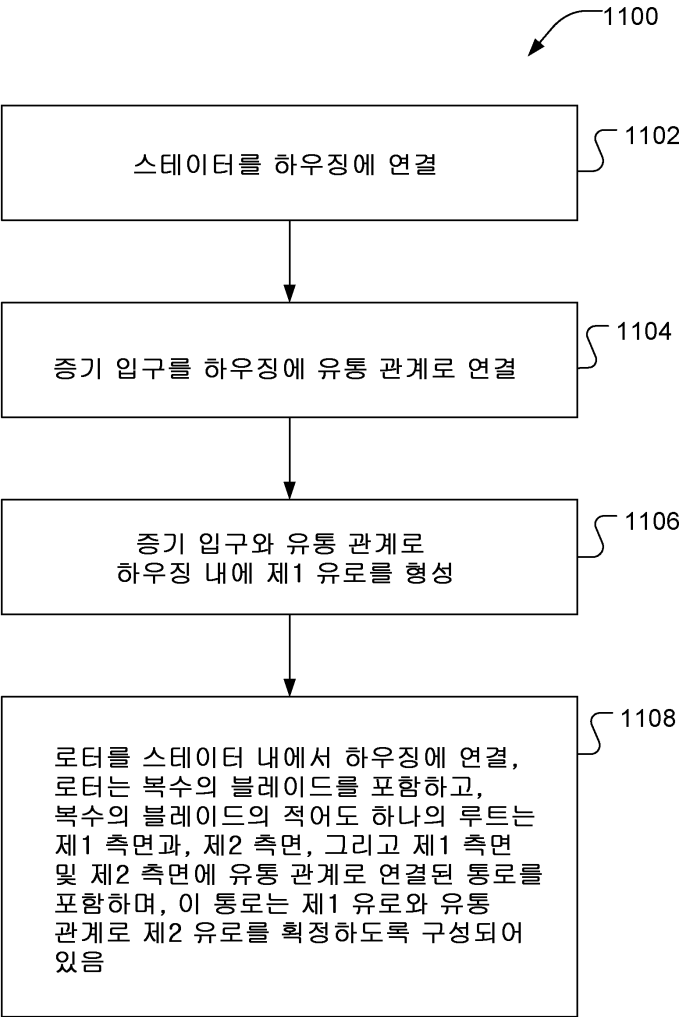 1100
스테이터를 하우징에 연결
1102
증기 입구를 하우징에 유통 관계로 연결
1104
증기 입구와 유통 관계로
하우징 내에 제1 유로를 형성
1106
로터를 스테이터 내에서 하우징에 연결,
로터는 복수의 블레이드를 포함하고,
복수의 블레이드의 적어도 하나의 루트는
제1 측면과, 제2 측면, 그리고 제1 측면
및 제2 측면에 유통 관계로 연결된 통로를
포함하며, 이 통로는 제1 유로와 유통
관계로 제2 유로를 획정하도록 구성되어
있음
1108